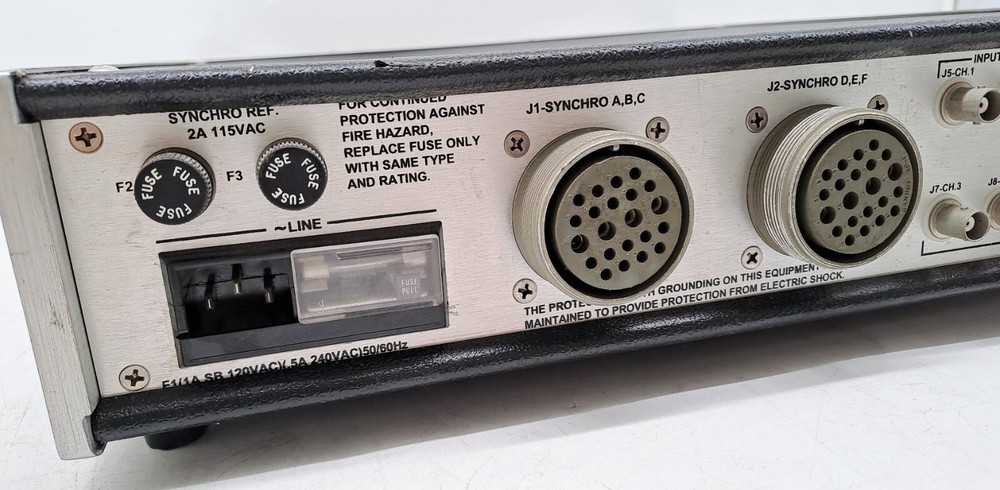 SYNCHRO REF.
2A 115VAC
F2
FUSE FUSE FUSE
F3
FUSE FUSE FUSE
FOR CONTINUED
PROTECTION AGAINST
FIRE HAZARD,
REPLACE FUSE ONLY
WITH SAME TYPE
AND RATING.
~LINE
FUSE
PULL
F1(1A SB 120VAC)(.5A 240VAC)50/60Hz
J1-SYNCHRO A,B,C
J2-SYNCHRO D,E,F
THE GROUNDING ON THIS EQUIPMENT
MAINTAINED TO PROVIDE PROTECTION FROM ELECTRIC SHOCK.
INPUT
J5-CH.1
J7-CH.3
J8-